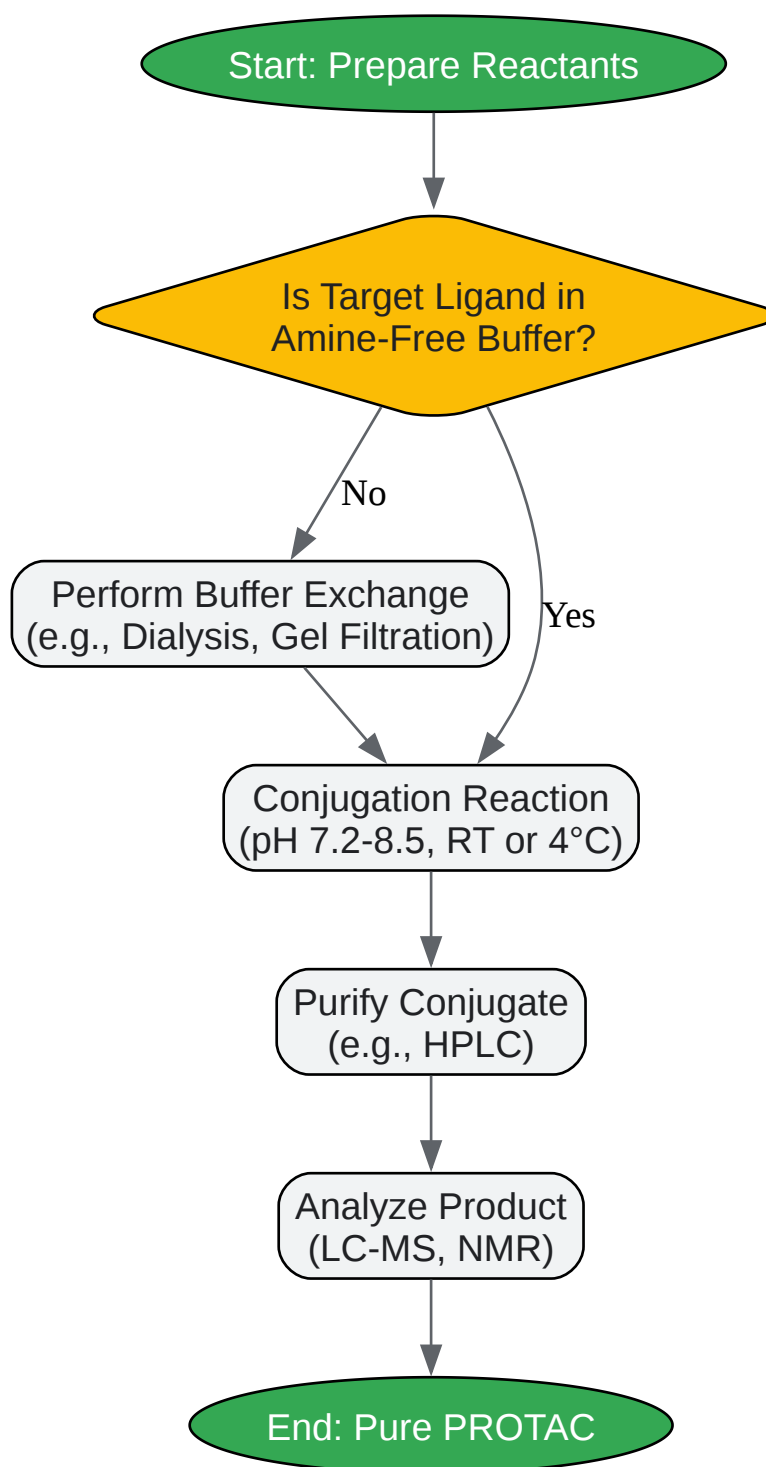 Start: Prepare Reactants
Is Target Ligand in
Amine-Free Buffer?
No
Perform Buffer Exchange
(e.g., Dialysis, Gel Filtration)
Yes
Conjugation Reaction
(pH 7.2-8.5, RT or 4°C)
Purify Conjugate
(e.g., HPLC)
Analyze Product
(LC-MS, NMR)
End: Pure PROTAC